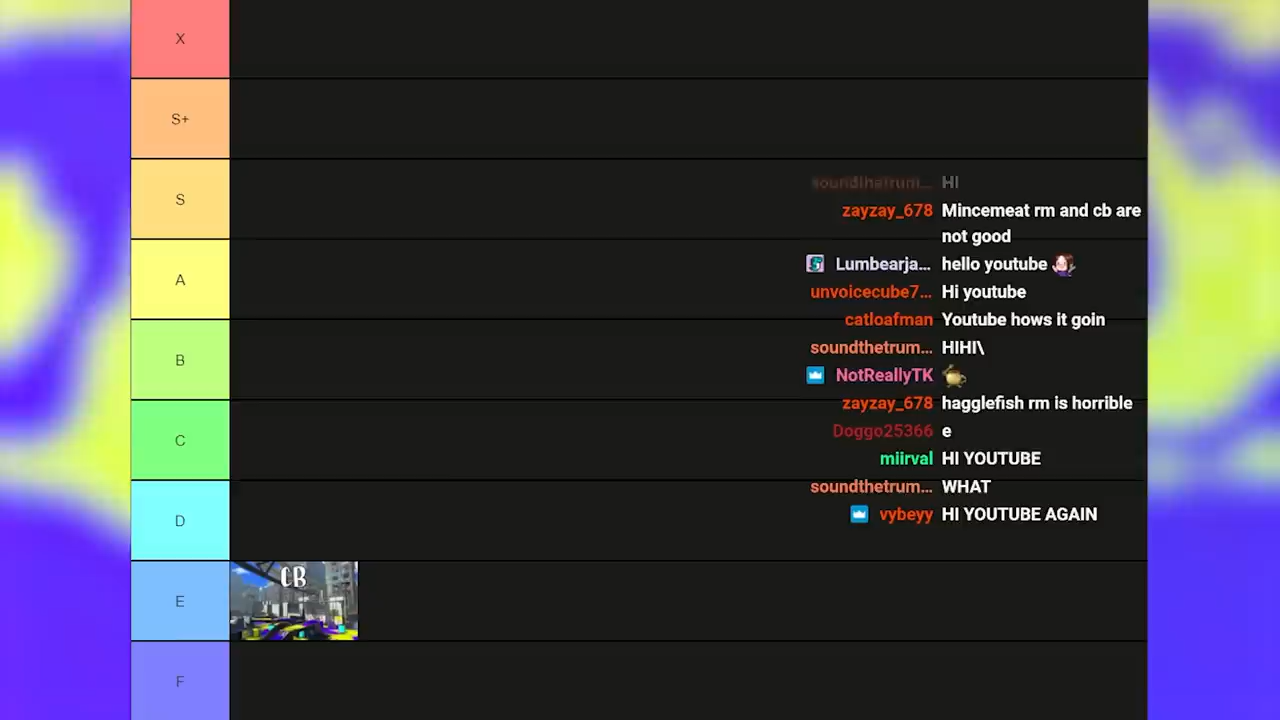 X
S+
S
HI
zayzay_678 Mincemeat rm and cb are
not good
A
Lumbearja... hello youtube
unvoicecube7... Hi youtube
catloafman Youtube hows it goin
B
soundthetrum... HIHI\
NotReallyTK
zayzay_678 hagglefish rm is horrible
C
Doggo25366 e
miirval HI YOUTUBE
soundthetrum... WHAT
D
vybeyy HI YOUTUBE AGAIN
CB
E
F